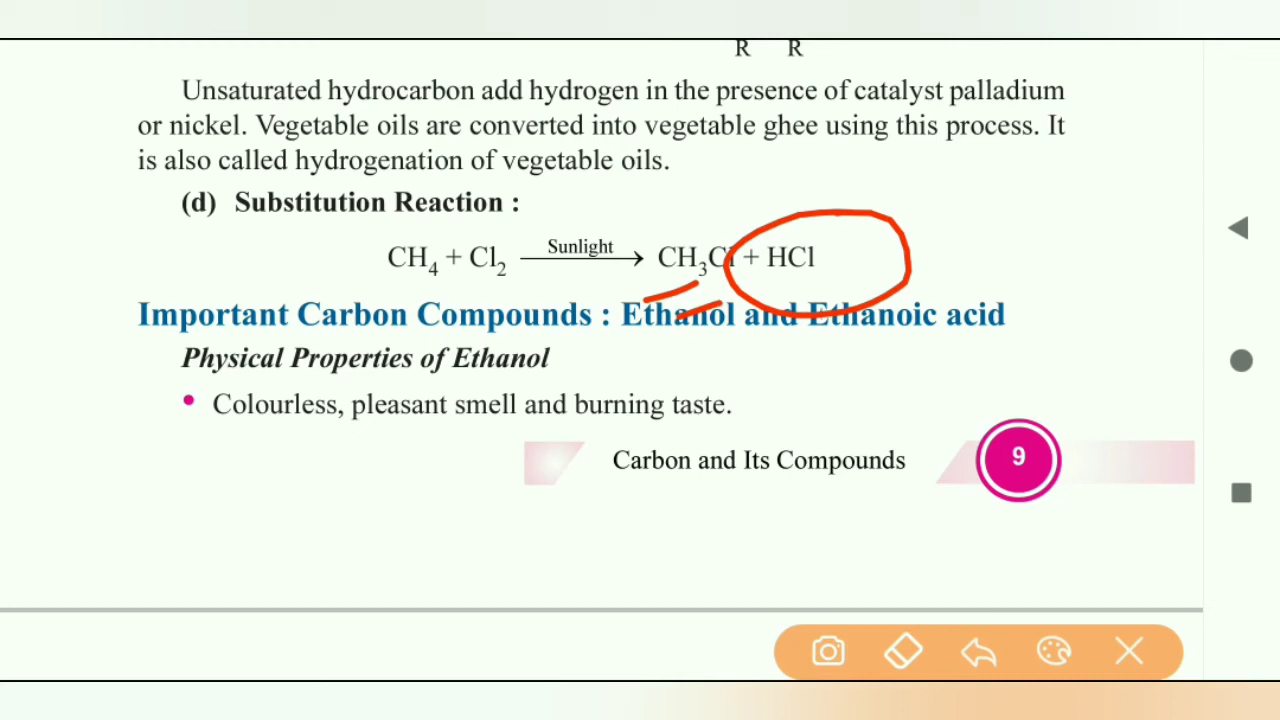 R R
Unsaturated hydrocarbon add hydrogen in the presence of catalyst palladium
or nickel. Vegetable oils are converted into vegetable ghee using this process. It
is also called hydrogenation of vegetable oils.
(d) Substitution Reaction :
CH₄ + Cl₂ —Sunlight→ CH₃Cl + HCl
Important Carbon Compounds : Ethanol and Ethanoic acid
Physical Properties of Ethanol
• Colourless, pleasant smell and burning taste.
Carbon and Its Compounds 9